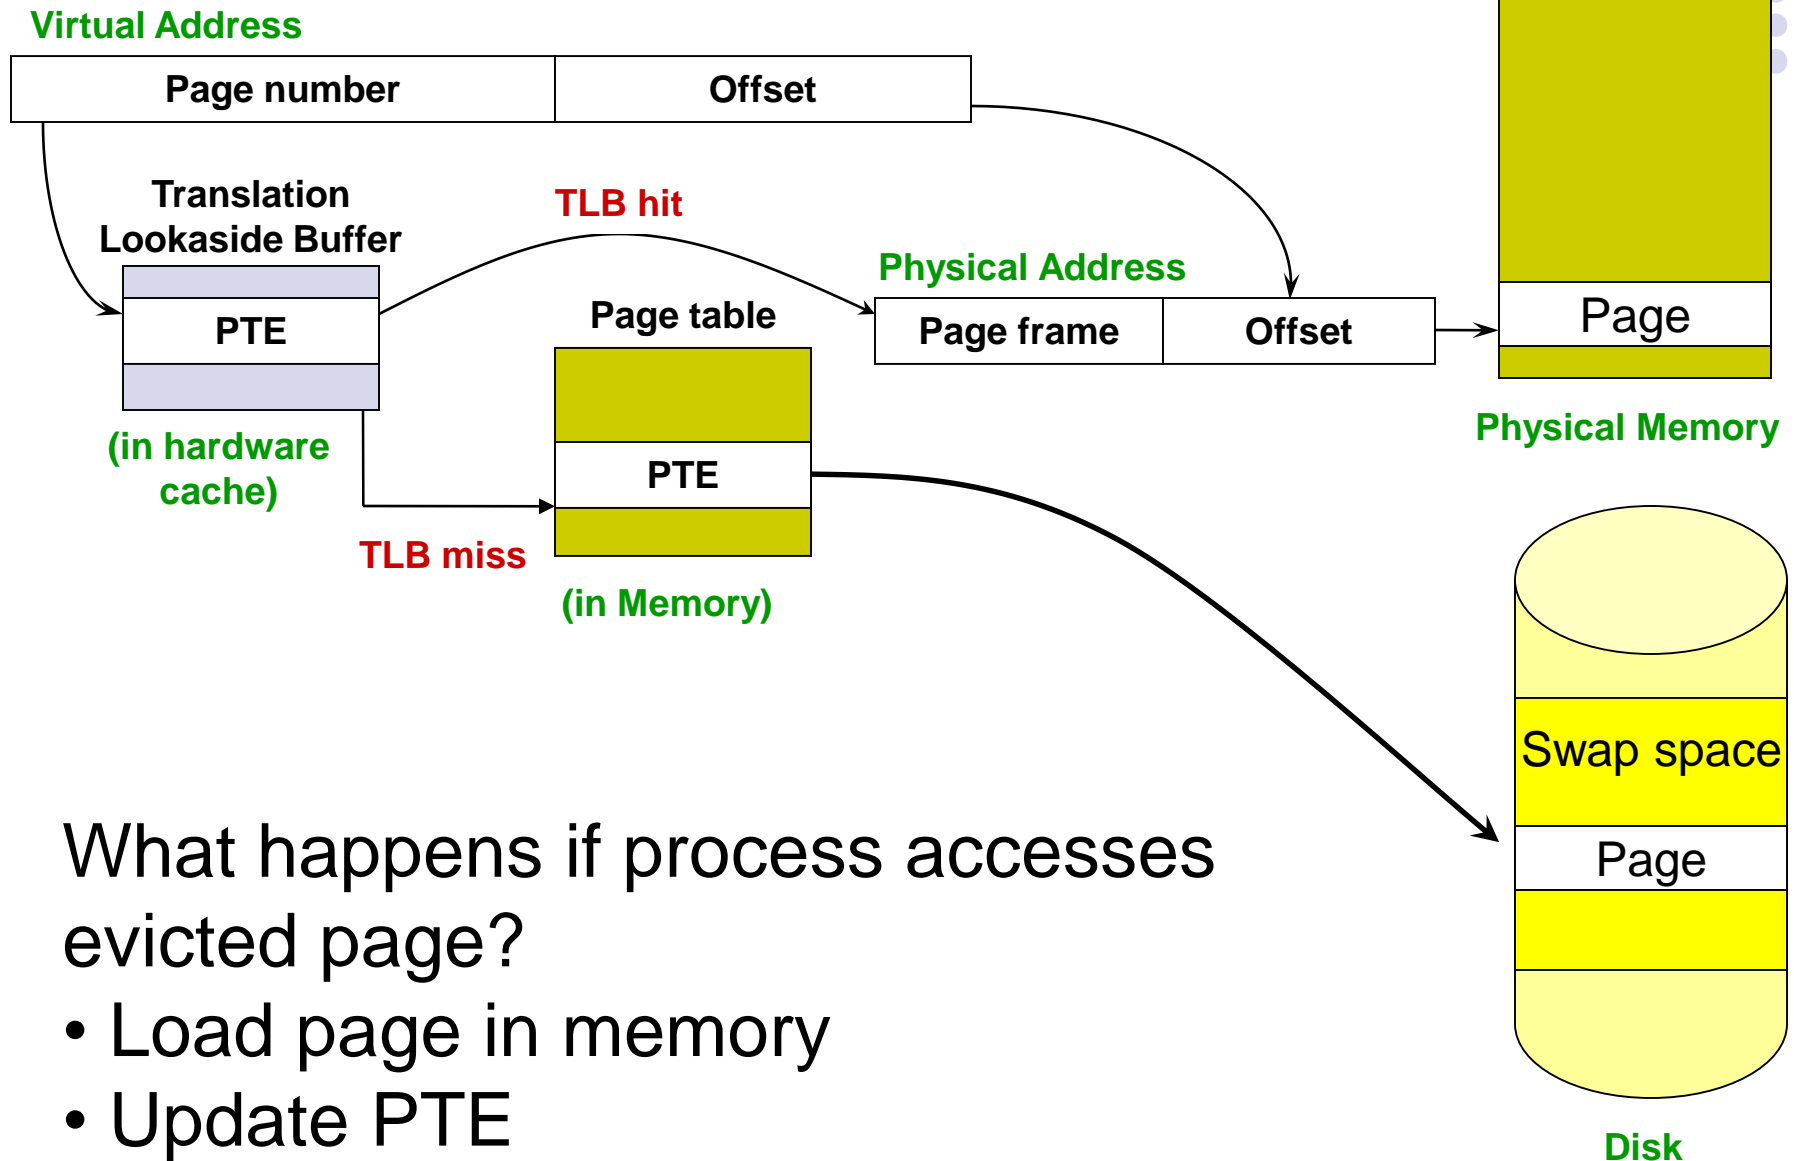 Virtual Address
Page number
Offset
Translation
Lookaside Buffer
TLB hit
Physical Address
PTE
Page table
Page frame
Offset
Page
(in hardware
cache)
PTE
Physical Memory
TLB miss
(in Memory)
Swap space
Page
What happens if process accesses
evicted page?
• Load page in memory
• Update PTE
Disk